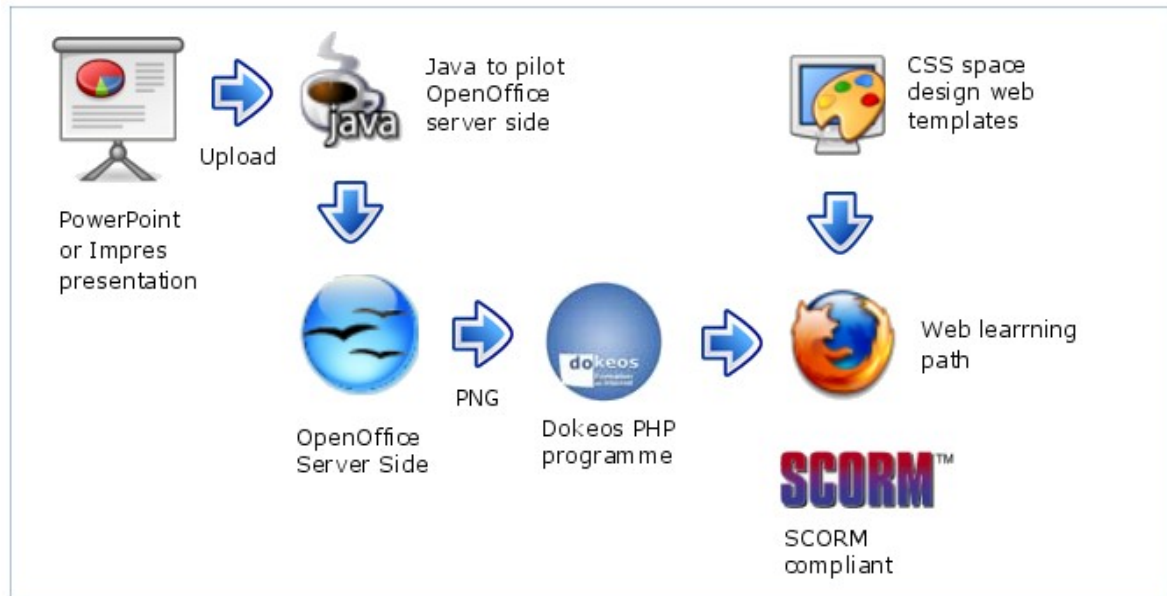 Java to pilot
OpenOffice
server side
CSS space
design web
templates
java
Upload
PowerPoint
or Impres
presentation
Web learrning
path
dokeos
PNG
OpenOffice
Server Side
Dokeos PHP
programme
SCORM™
SCORM
compliant